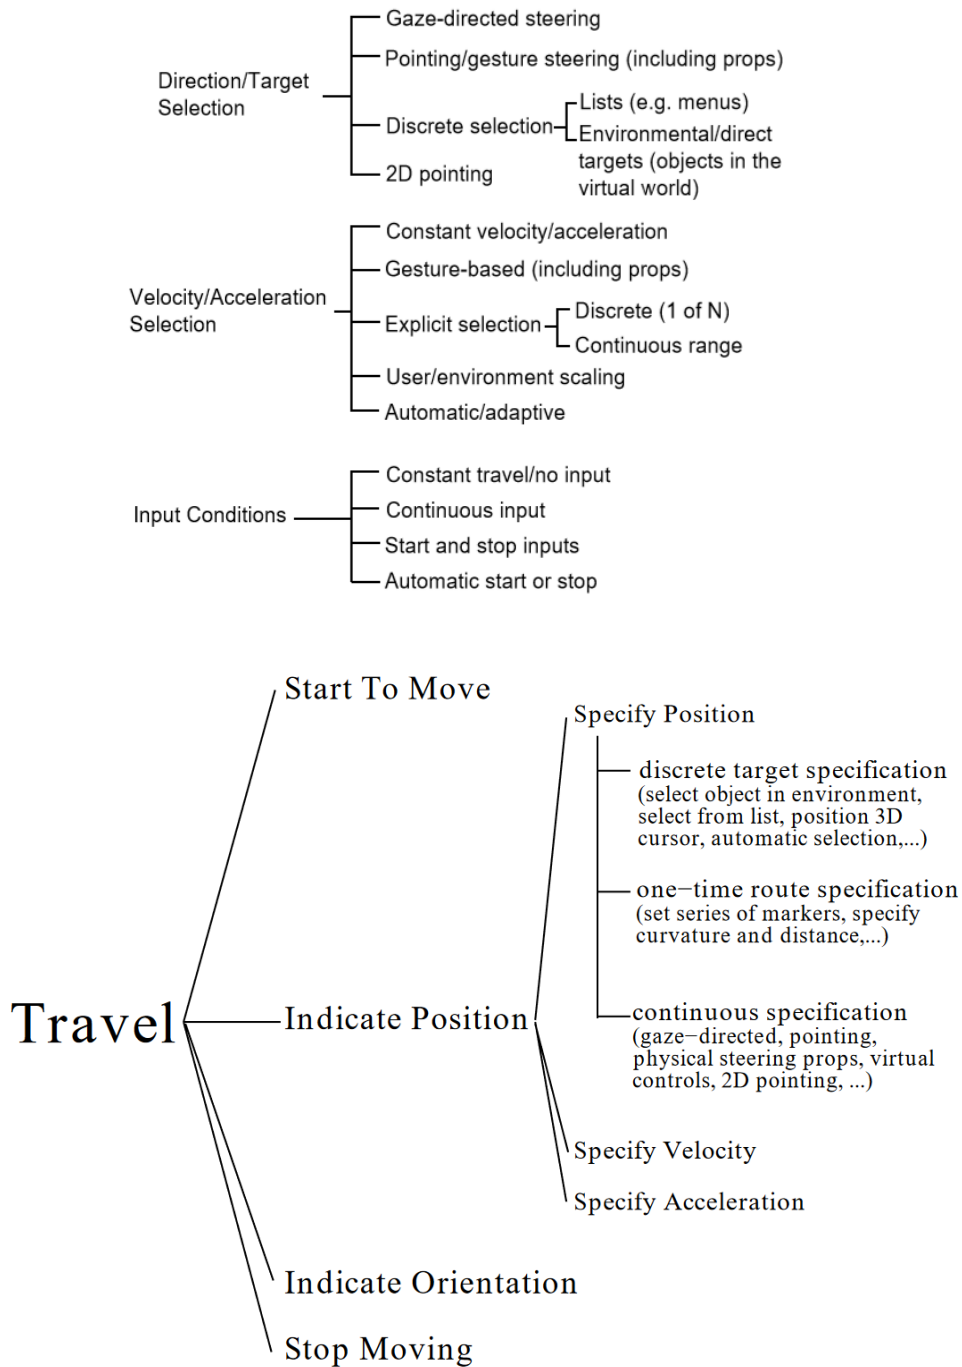 Direction/Target
Selection
Gaze-directed steering
Pointing/gesture steering (including props)
Discrete selection
Lists (e.g. menus)
Environmental/direct
targets (objects in the
virtual world)
2D pointing
Velocity/Acceleration
Selection
Constant velocity/acceleration
Gesture-based (including props)
Explicit selection
Discrete (1 of N)
Continuous range
User/environment scaling
Automatic/adaptive
Input Conditions
Constant travel/no input
Continuous input
Start and stop inputs
Automatic start or stop
Travel
Start To Move
Indicate Position
Specify Position
discrete target specification
(select object in environment,
select from list, position 3D
cursor, automatic selection,...)
one-time route specification
(set series of markers, specify
curvature and distance,...)
continuous specification
(gaze-directed, pointing,
physical steering props, virtual
controls, 2D pointing, ...)
Specify Velocity
Specify Acceleration
Indicate Orientation
Stop Moving